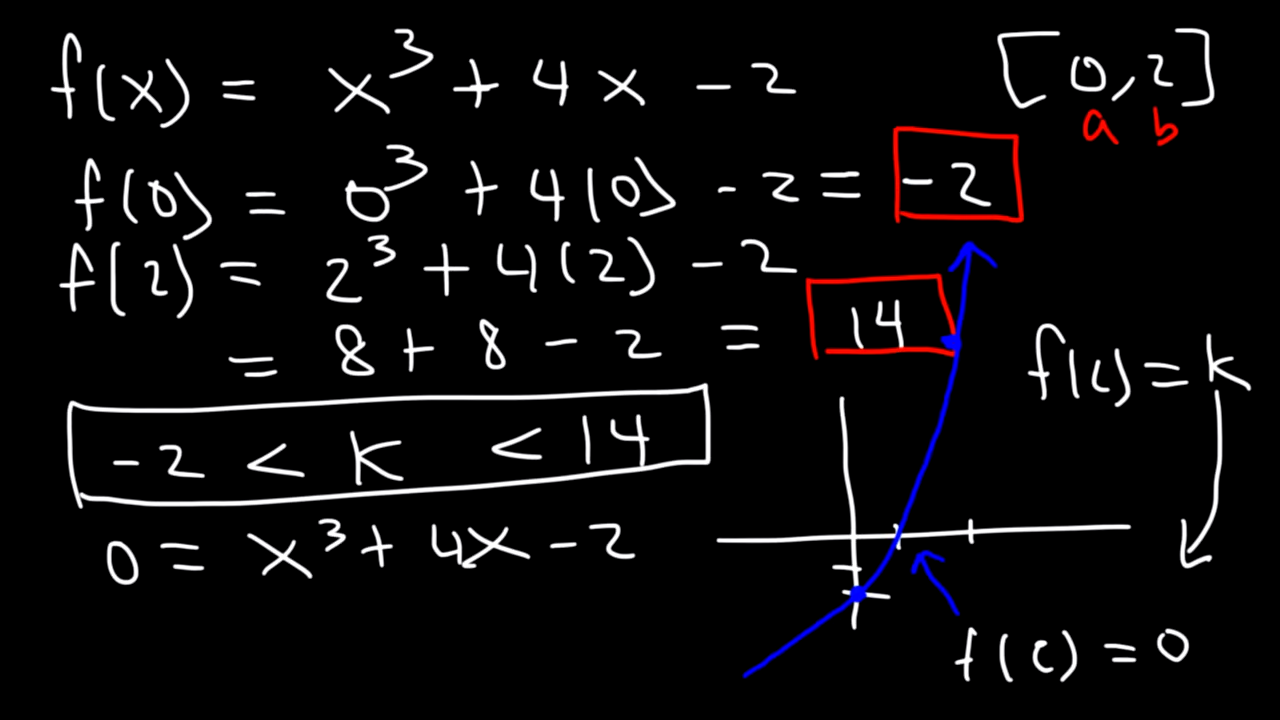 f(x) = x³ + 4x - 2
[0, 2]
a b
f(0) = 0³ + 4(0) - 2 = -2
f(2) = 2³ + 4(2) - 2
= 8 + 8 - 2 = 14
f(c) = k
-2 < k < 14
0 = x³ + 4x - 2
f(c) = 0